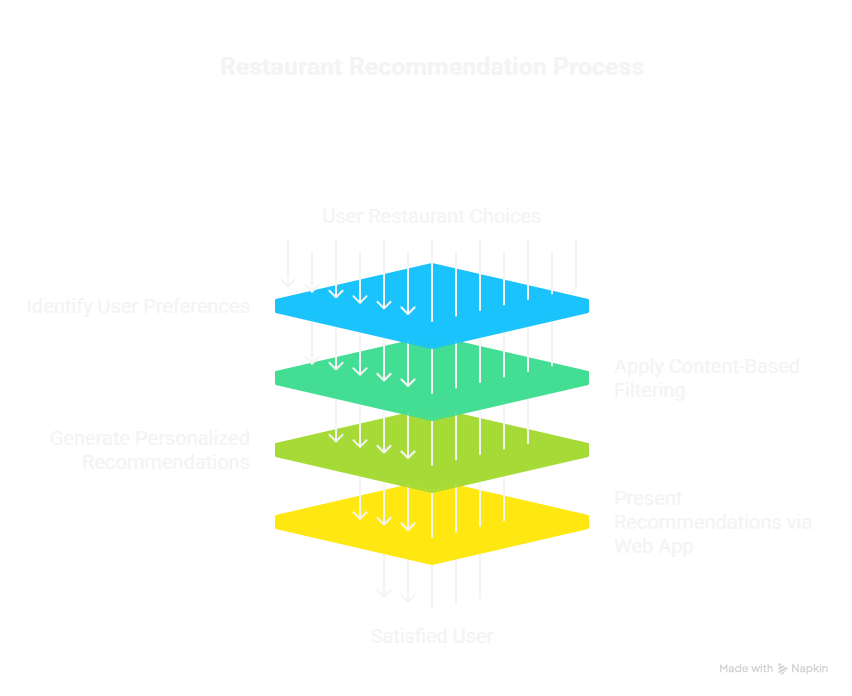 Restaurant Recommendation Process
User Restaurant Choices
Identify User Preferences
Apply Content-Based
Filtering
Generate Personalized
Recommendations
Present
Recommendations via
Web App
Satisfied User
Made with Napkin